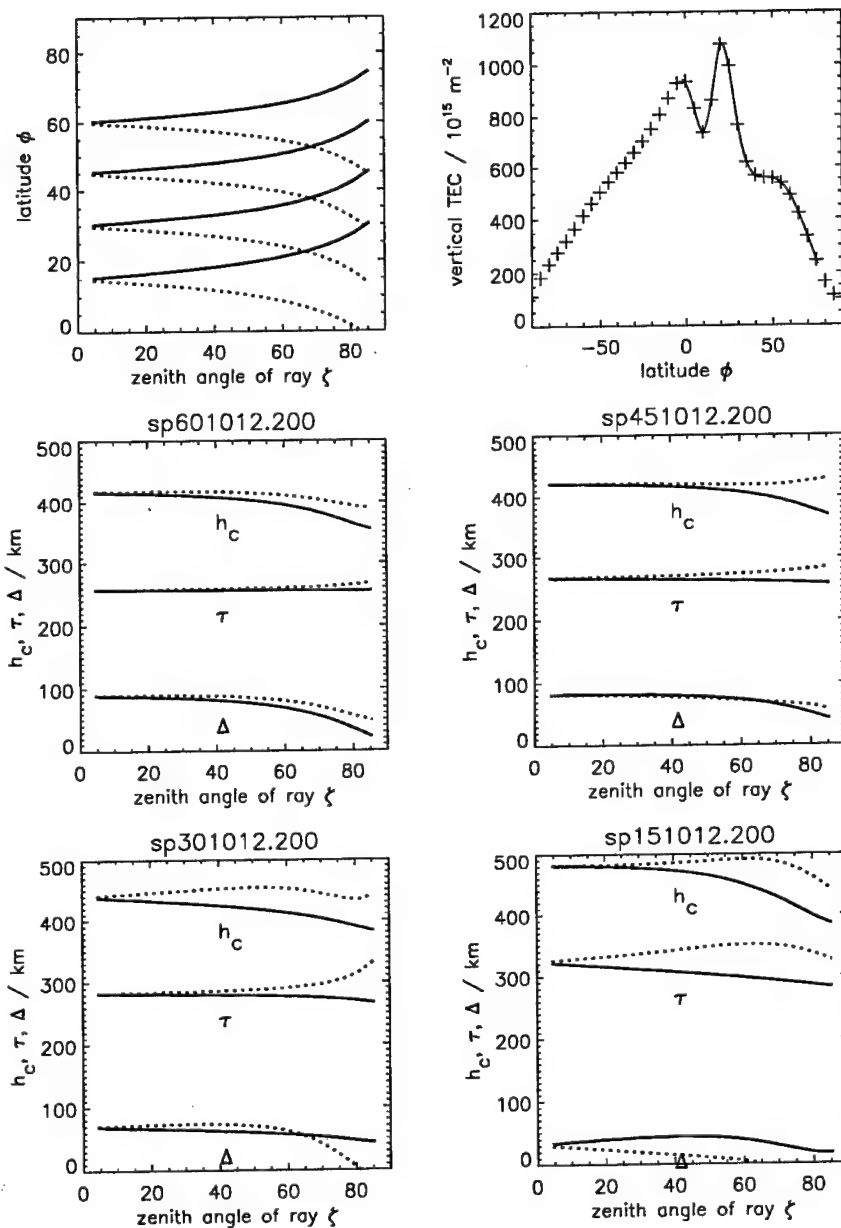 80
60
40
20
0
latitude ϕ
0 20 40 60 80
zenith angle of ray ζ
1200
1000
800
600
400
200
0
vertical TEC / 10¹⁵ m⁻²
−50 0 50
latitude ϕ
sp601012.200
500
400
300
200
100
0
h_c, τ, Δ / km
h_c
τ
Δ
0 20 40 60 80
zenith angle of ray ζ
sp451012.200
500
400
300
200
100
0
h_c, τ, Δ / km
h_c
τ
Δ
0 20 40 60 80
zenith angle of ray ζ
sp301012.200
500
400
300
200
100
0
h_c, τ, Δ / km
h_c
τ
Δ
0 20 40 60 80
zenith angle of ray ζ
sp151012.200
500
400
300
200
100
0
h_c, τ, Δ / km
h_c
τ
Δ
0 20 40 60 80
zenith angle of ray ζ